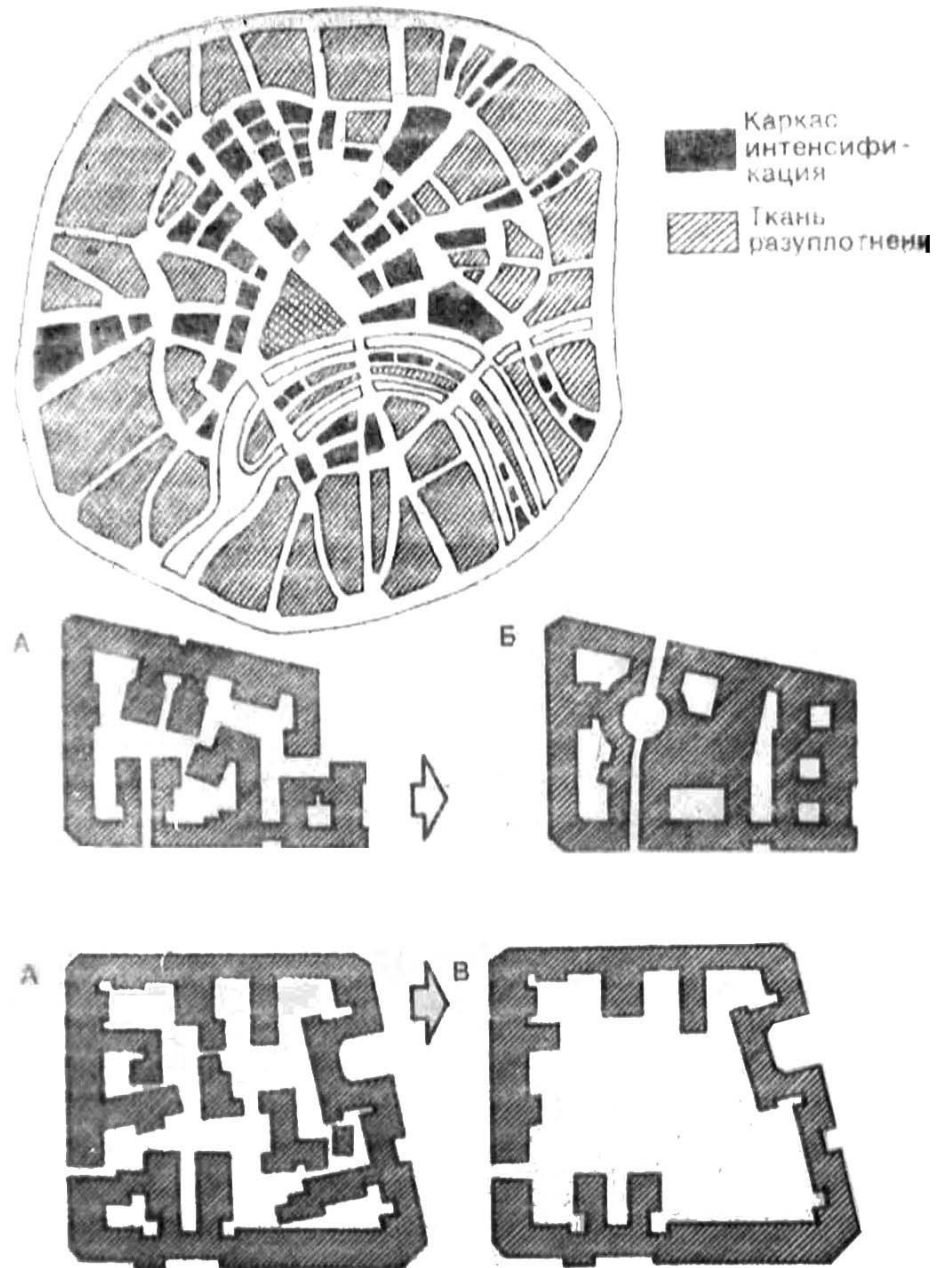 Каркас
интенсифи-
кация
Ткань
разуплотнени
А
Б
А
В